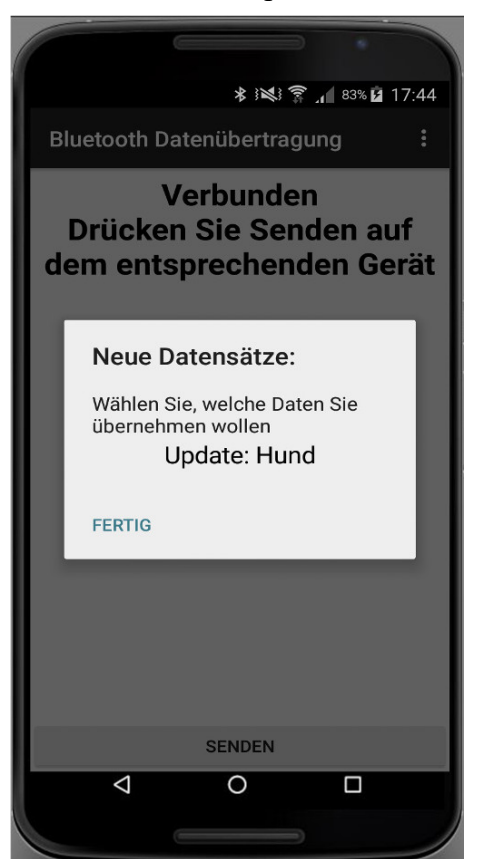 83% 17:44
Bluetooth Datenübertragung
Verbunden
Drücken Sie Senden auf
dem entsprechenden Gerät
Neue Datensätze:
Wählen Sie, welche Daten Sie
übernehmen wollen
Update: Hund
FERTIG
SENDEN